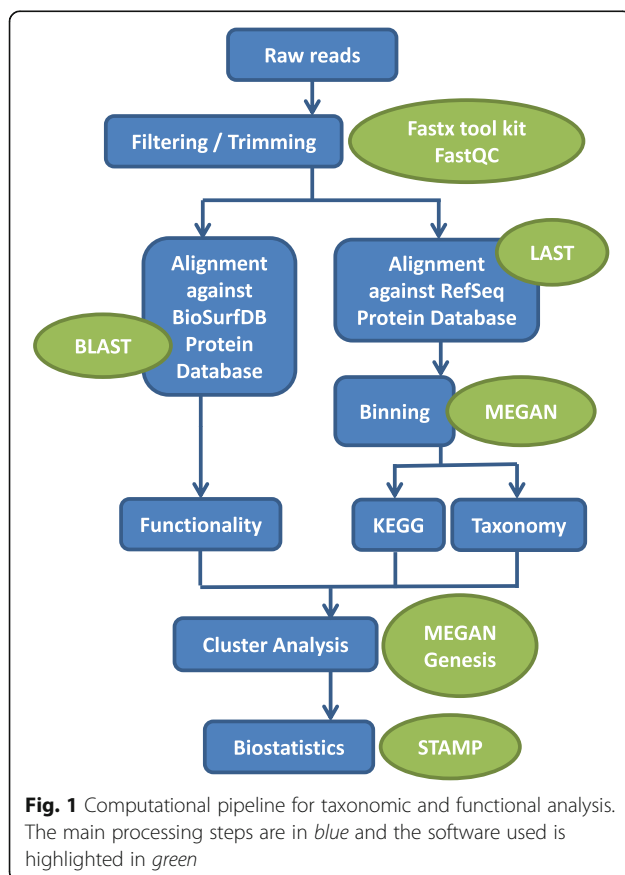 Raw reads
Filtering / Trimming
Fastx tool kit
FastQC
Alignment
against
BioSurfDB
Protein
Database
BLAST
Alignment
against RefSeq
Protein Database
LAST
Binning
MEGAN
Functionality
KEGG
Taxonomy
Cluster Analysis
MEGAN
Genesis
Biostatistics
STAMP
Fig. 1 Computational pipeline for taxonomic and functional analysis.
The main processing steps are in blue and the software used is
highlighted in green